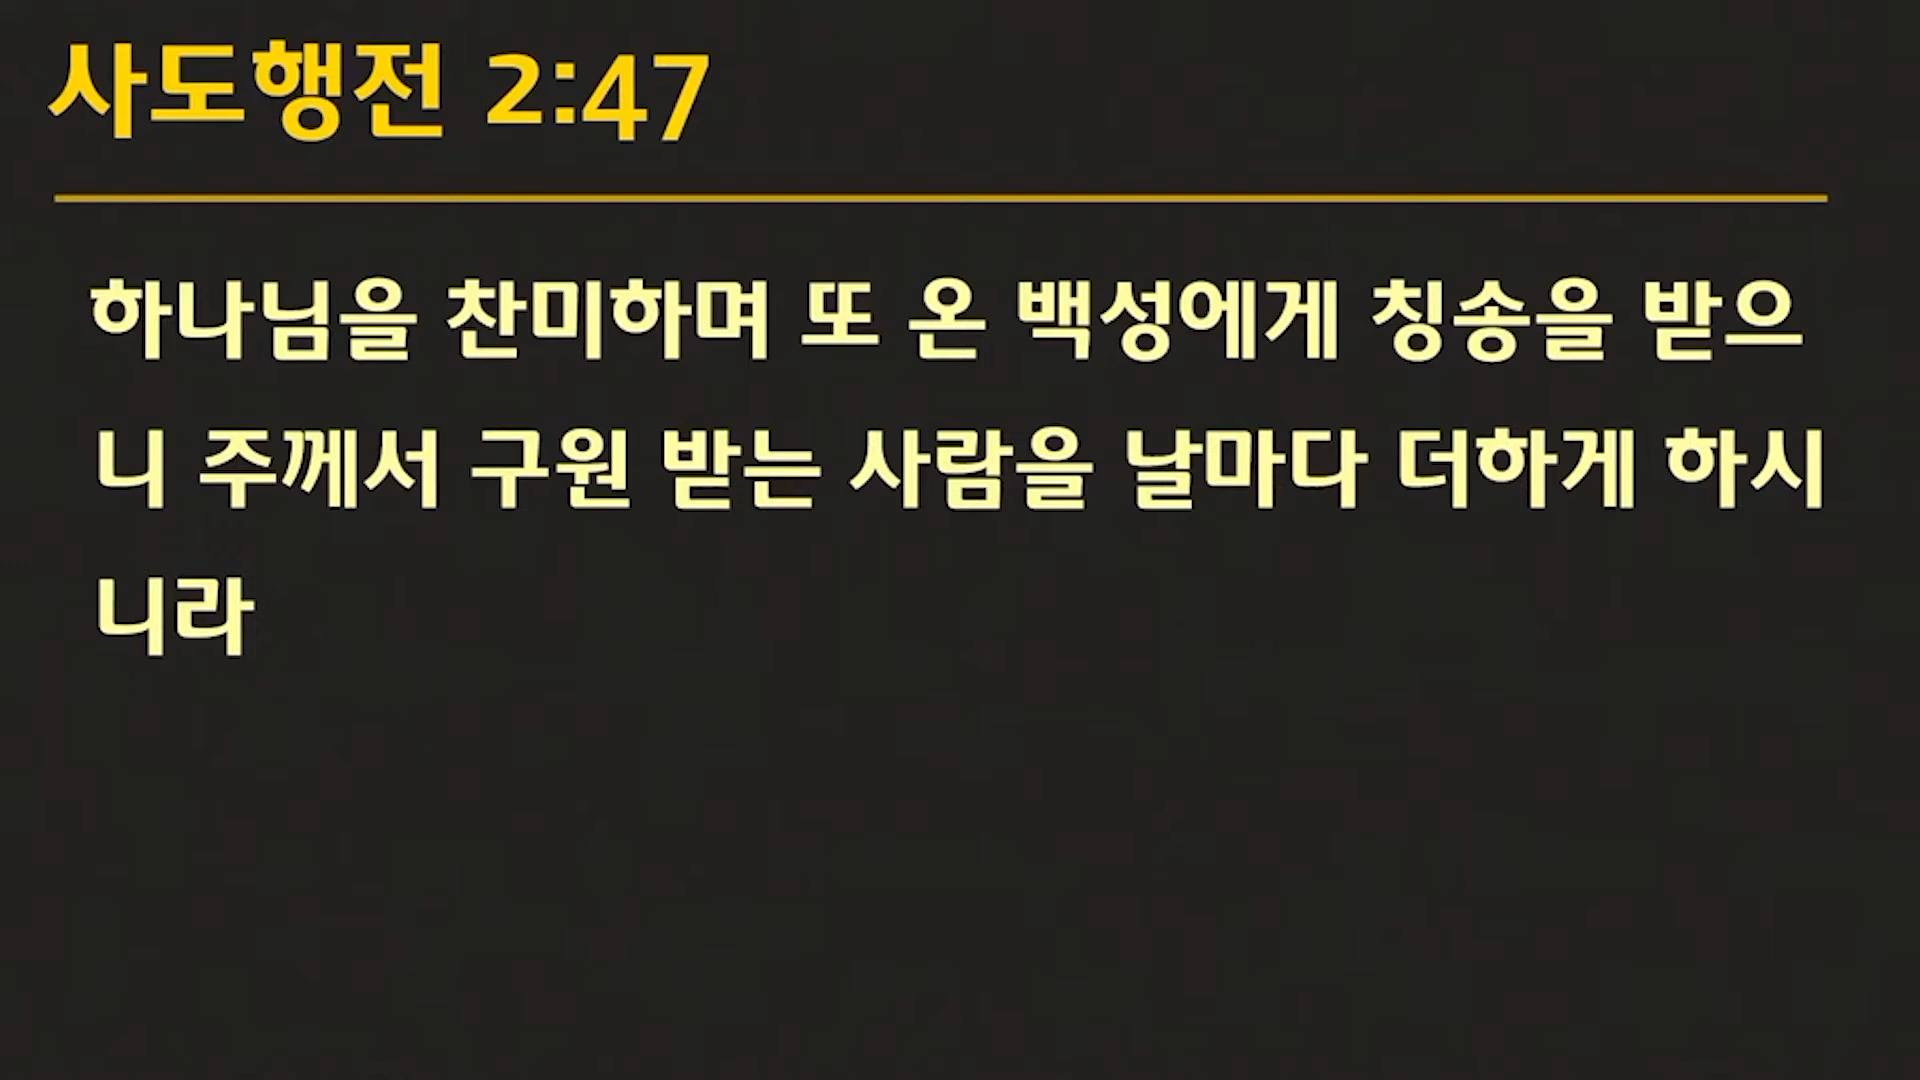 사도행전 2:47
하나님을 찬미하며 또 온 백성에게 칭송을 받으
니 주께서 구원 받는 사람을 날마다 더하게 하시
니라